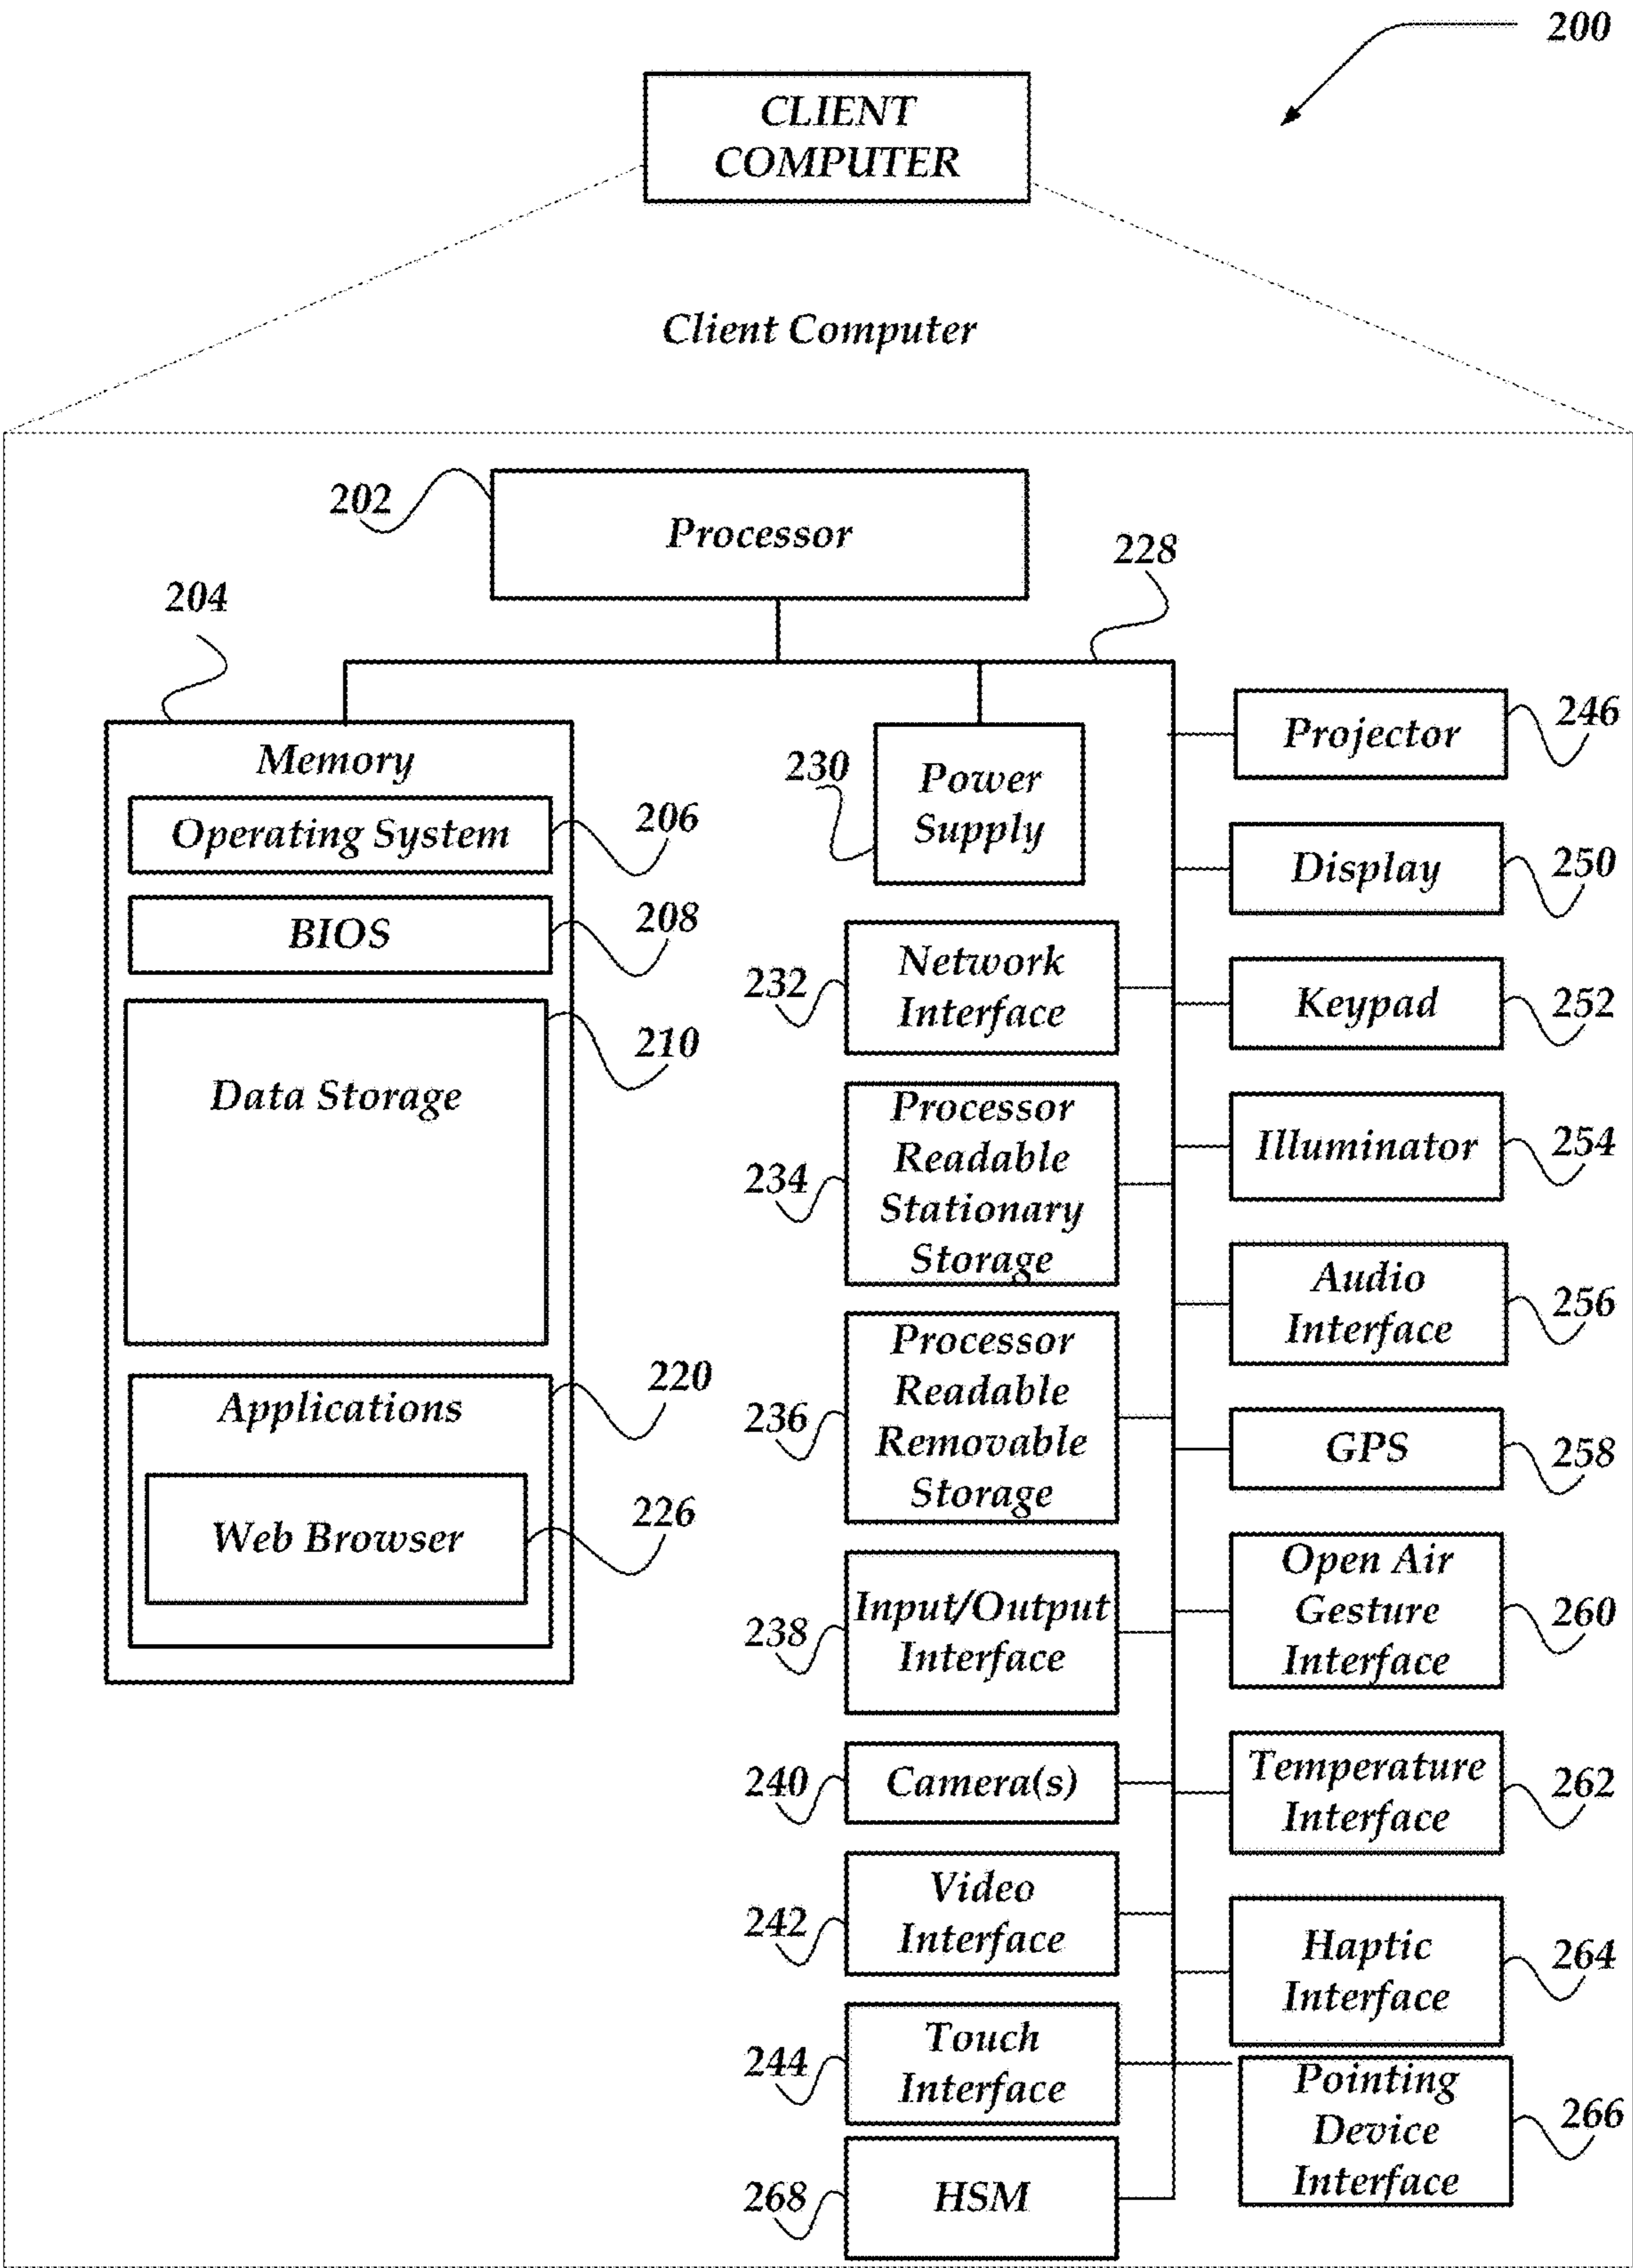 200
CLIENT
COMPUTER
Client Computer
202
Processor
228
204
Memory
Operating System
206
BIOS
208
Data Storage
210
Applications
220
Web Browser
226
230
Power
Supply
232
Network
Interface
234
Processor
Readable
Stationary
Storage
236
Processor
Readable
Removable
Storage
238
Input/Output
Interface
240
Camera(s)
242
Video
Interface
244
Touch
Interface
268
HSM
Projector
246
Display
250
Keypad
252
Illuminator
254
Audio
Interface
256
GPS
258
Open Air
Gesture
Interface
260
Temperature
Interface
262
Haptic
Interface
264
Pointing
Device
Interface
266